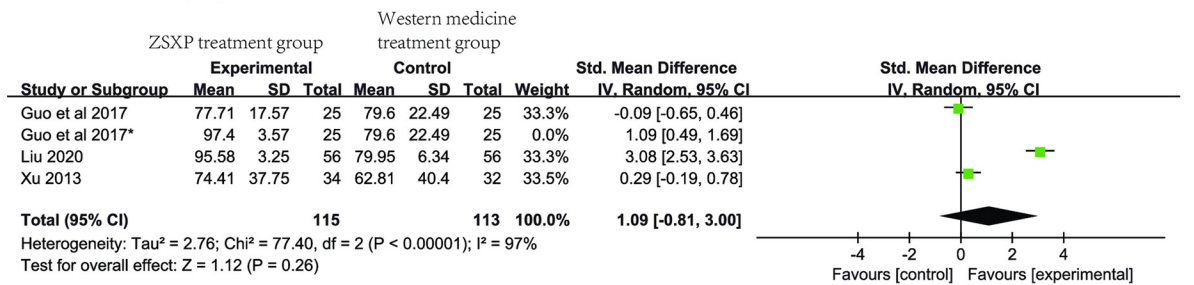 Western medicine
ZSXP treatment group treatment group
Experimental Control Std. Mean Difference Std. Mean Difference
Study or Subgroup Mean SD Total Mean SD Total Weight IV, Random, 95% CI IV, Random, 95% CI
Guo et al 2017 77.71 17.57 25 79.6 22.49 25 33.3% -0.09 [-0.65, 0.46]
Guo et al 2017* 97.4 3.57 25 79.6 22.49 25 0.0% 1.09 [0.49, 1.69]
Liu 2020 95.58 3.25 56 79.95 6.34 56 33.3% 3.08 [2.53, 3.63]
Xu 2013 74.41 37.75 34 62.81 40.4 32 33.5% 0.29 [-0.19, 0.78]
Total (95% CI) 115 113 100.0% 1.09 [-0.81, 3.00]
Heterogeneity: Tau² = 2.76; Chi² = 77.40, df = 2 (P < 0.00001); I² = 97%
Test for overall effect: Z = 1.12 (P = 0.26)
-4 -2 0 2 4
Favours [control] Favours [experimental]